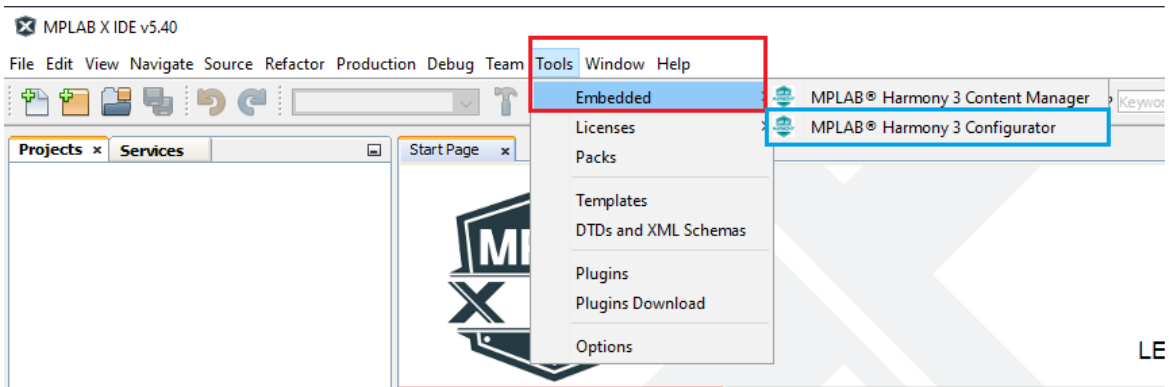 MPLAB X IDE v5.40
File Edit View Navigate Source Refactor Production Debug Team Tools Window Help
Embedded
MPLAB® Harmony 3 Content Manager
Licenses
MPLAB® Harmony 3 Configurator
Projects × Services
Start Page ×
Packs
Templates
DTDs and XML Schemas
Plugins
Plugins Download
Options